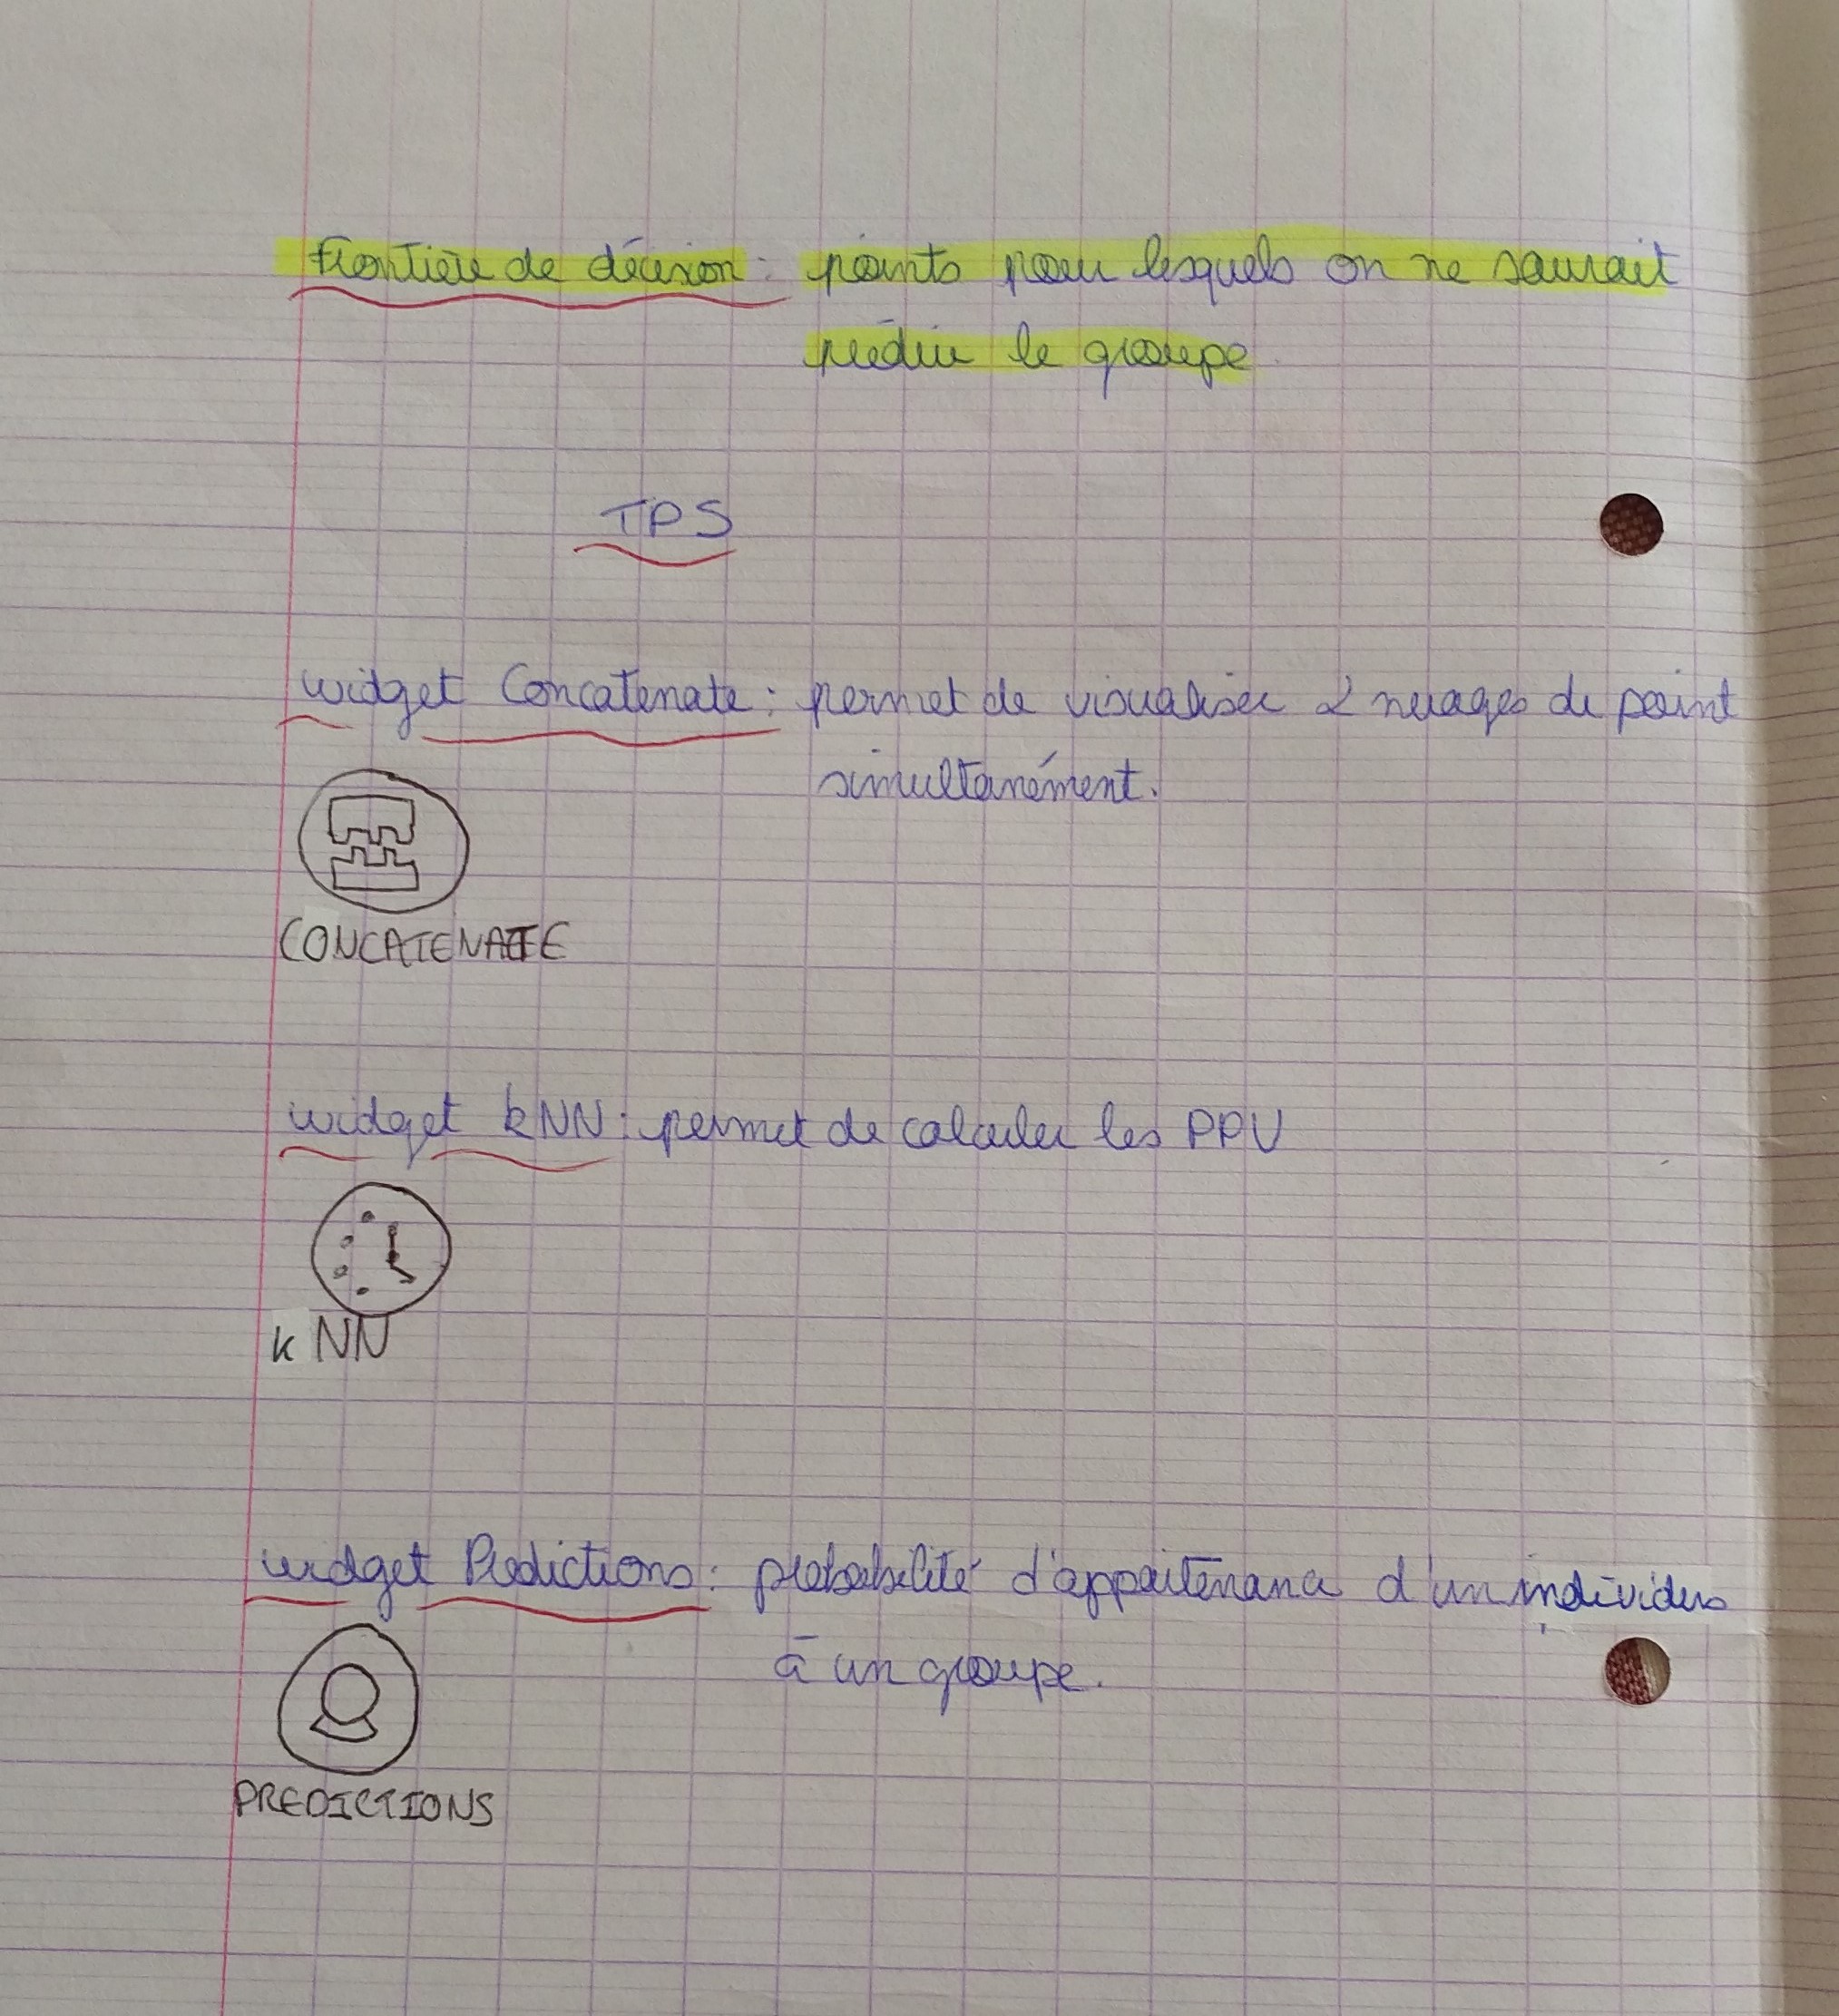 Frontière de décision : points pour lesquels on ne saurait
prédire le groupe.
TPS
widget Concatenate : permet de visualiser 2 nuages de point
simultanément.
CONCATENATE
widget kNN : permet de calculer les PPV
k NN
widget Predictions : probabilité d'appartenance d'un individu
à un groupe.
PREDICTIONS